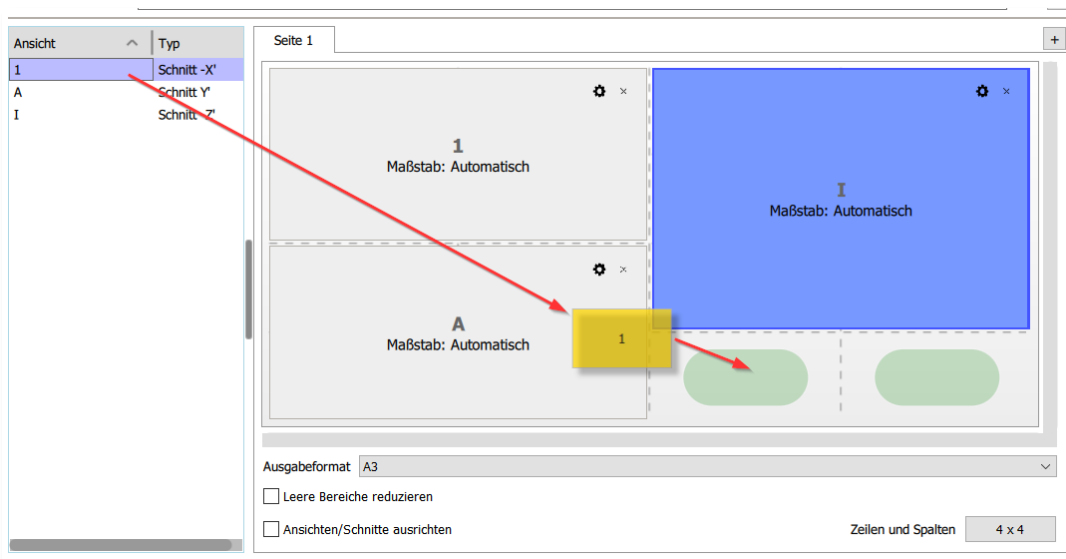 Ansicht Typ
1 Schnitt -X'
A Schnitt Y'
I Schnitt -Z'
Seite 1
+
1
Maßstab: Automatisch
I
Maßstab: Automatisch
A
Maßstab: Automatisch
1
Ausgabeformat A3
Leere Bereiche reduzieren
Ansichten/Schnitte ausrichten
Zeilen und Spalten 4 x 4